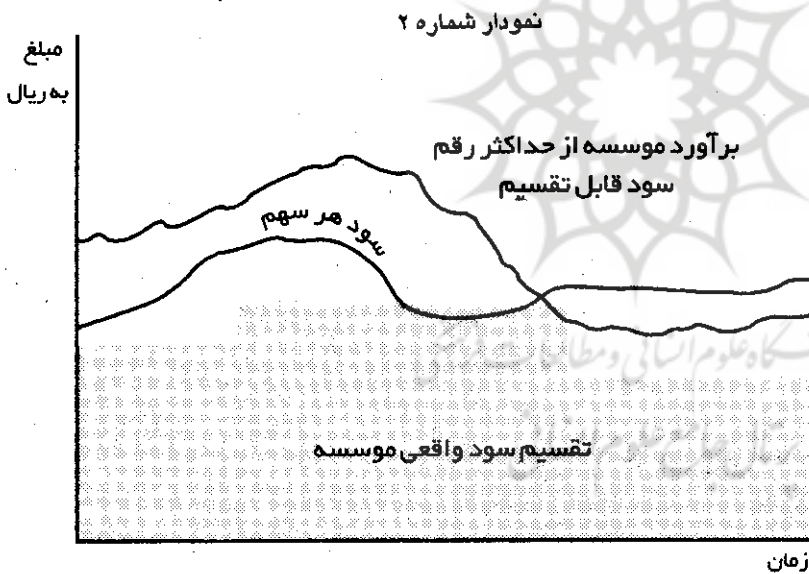 نمودار شماره ۲
مبلغ
به ریال
برآورد موسسه از حداکثر رقم
سود قابل تقسیم
سود هر سهم
تقسیم سود واقعی موسسه
زمان